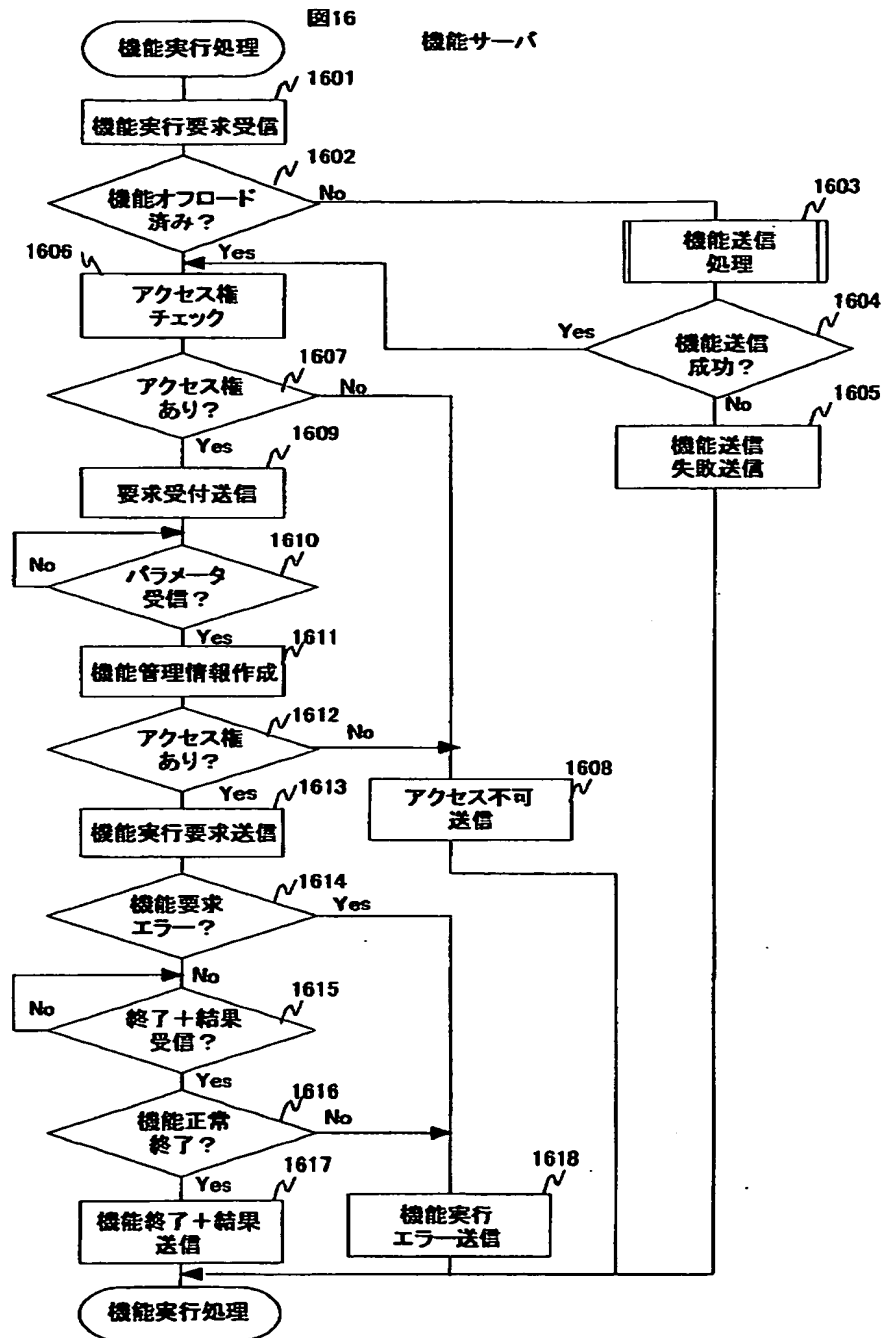 図16
機能サーバ
機能実行処理
1601
機能実行要求受信
1602
機能オフロード
済み?
No
Yes
1603
機能送信
処理
1604
機能送信
成功?
Yes
No
1605
機能送信
失敗送信
1606
アクセス権
チェック
1607
アクセス権
あり?
No
Yes
1609
要求受付送信
1610
パラメータ
受信?
No
Yes
1611
機能管理情報作成
1612
アクセス権
あり?
No
Yes
1608
アクセス不可
送信
1613
機能実行要求送信
1614
機能要求
エラー?
Yes
No
1615
終了+結果
受信?
No
Yes
1616
機能正常
終了?
No
Yes
1617
機能終了+結果
送信
1618
機能実行
エラー送信
機能実行処理